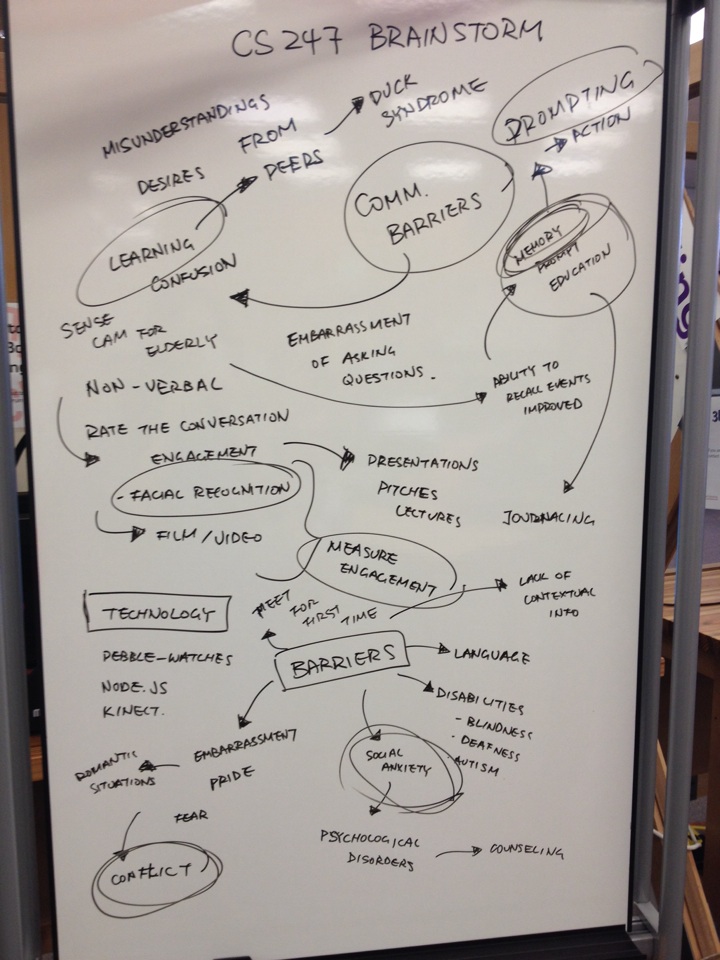 CS 247 BRAINSTORM
MISUNDERSTANDINGS
DESIRES
FROM
PEERS
DUCK
SYNDROME
PROMPTING
→ ACTION
COMM.
BARRIERS
LEARNING
CONFUSION
MEMORY
PROMPT
EDUCATION
SENSE
CAM FOR
ELDERLY
EMBARRASSMENT
OF ASKING
QUESTIONS.
ABILITY TO
RECALL EVENTS
IMPROVED
NON-VERBAL
RATE THE CONVERSATION
ENGAGEMENT
- FACIAL RECOGNITION
FILM/VIDEO
PRESENTATIONS
PITCHES
LECTURES
JOURNALING
MEASURE
ENGAGEMENT
TECHNOLOGY
PEBBLE-WATCHES
NODE.JS
KINECT.
MEET
FOR
FIRST
TIME
LACK OF
CONTEXTUAL
INFO
BARRIERS
LANGUAGE
DISABILITIES
- BLINDNESS
- DEAFNESS
- AUTISM
EMBARRASSMENT
PRIDE
FEAR
ROMANTIC
SITUATIONS
CONFLICT
SOCIAL
ANXIETY
PSYCHOLOGICAL
DISORDERS
COUNSELING